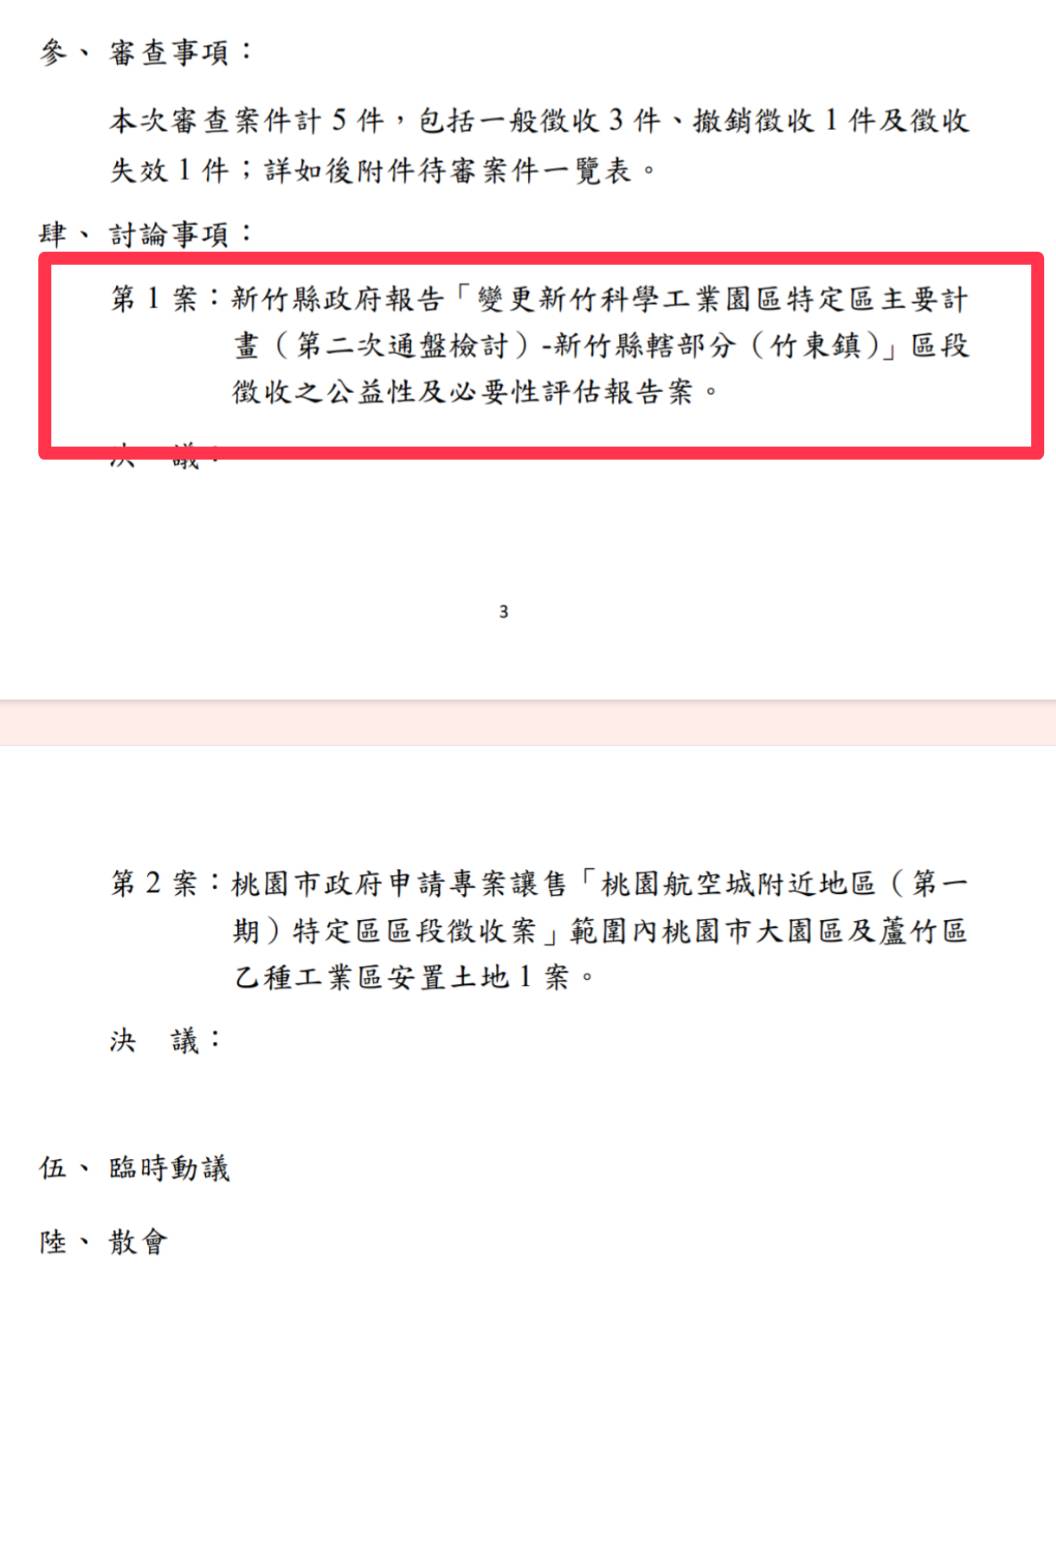 參、審查事項：
本次審查案件計 5 件，包括一般徵收 3 件、撤銷徵收 1 件及徵收
失效 1 件；詳如後附件待審案件一覽表。
肆、討論事項：
第 1 案：新竹縣政府報告「變更新竹科學工業園區特定區主要計
畫（第二次通盤檢討）-新竹縣轄部分（竹東鎮）」區段
徵收之公益性及必要性評估報告案。
決 議：
3
第 2 案：桃園市政府申請專案讓售「桃園航空城附近地區（第一
期）特定區區段徵收案」範圍內桃園市大園區及蘆竹區
乙種工業區安置土地 1 案。
決 議：
伍、臨時動議
陸、散會